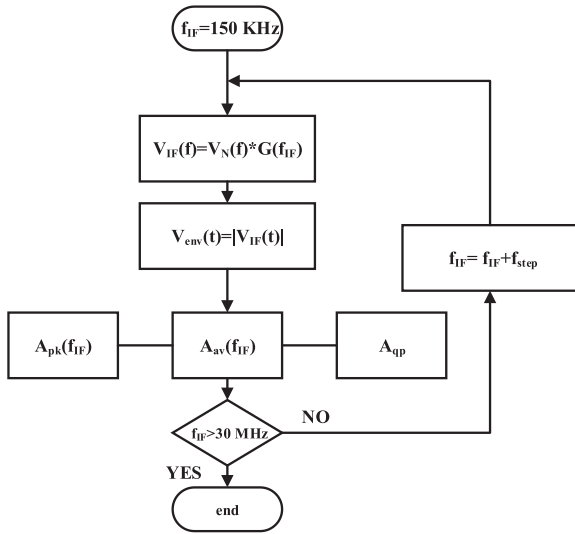 f_IF=150 KHz
V_IF(f)=V_N(f)*G(f_IF)
V_env(t)=|V_IF(t)|
f_IF= f_IF+f_step
A_pk(f_IF)
A_av(f_IF)
A_qp
f_IF>30 MHz
NO
YES
end